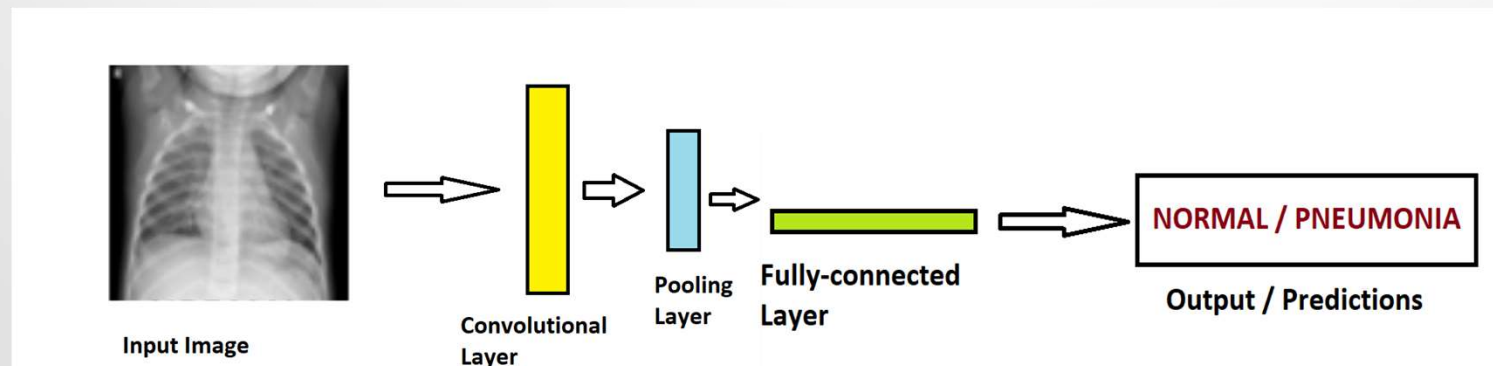 Input Image
Convolutional
Layer
Pooling
Layer
Fully-connected
Layer
NORMAL / PNEUMONIA
Output / Predictions